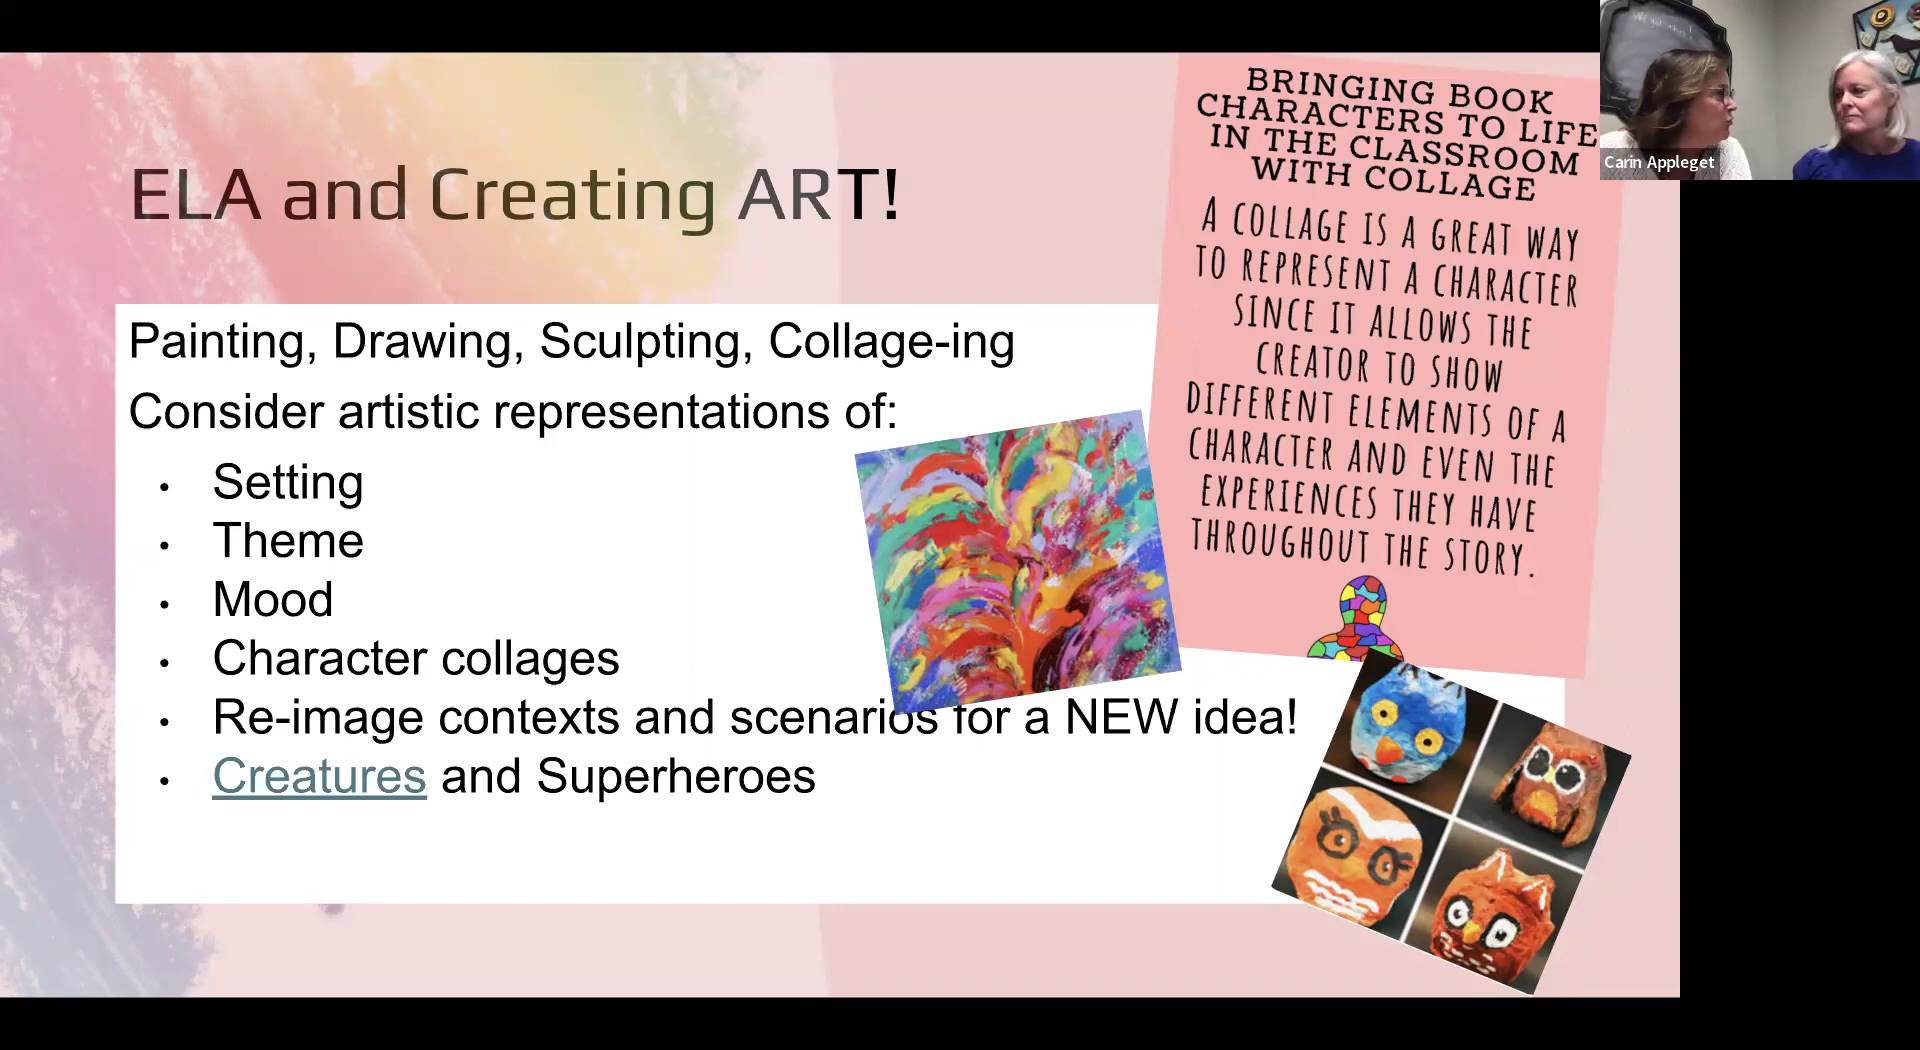 ELA and Creating ART!
Painting, Drawing, Sculpting, Collage-ing
Consider artistic representations of:
• Setting
• Theme
• Mood
• Character collages
• Re-image contexts and scenarios for a NEW idea!
• Creatures and Superheroes
BRINGING BOOK
CHARACTERS TO LIFE
IN THE CLASSROOM
WITH COLLAGE
A COLLAGE IS A GREAT WAY
TO REPRESENT A CHARACTER
SINCE IT ALLOWS THE
CREATOR TO SHOW
DIFFERENT ELEMENTS OF A
CHARACTER AND EVEN THE
EXPERIENCES THEY HAVE
THROUGHOUT THE STORY.
Carin Appleget